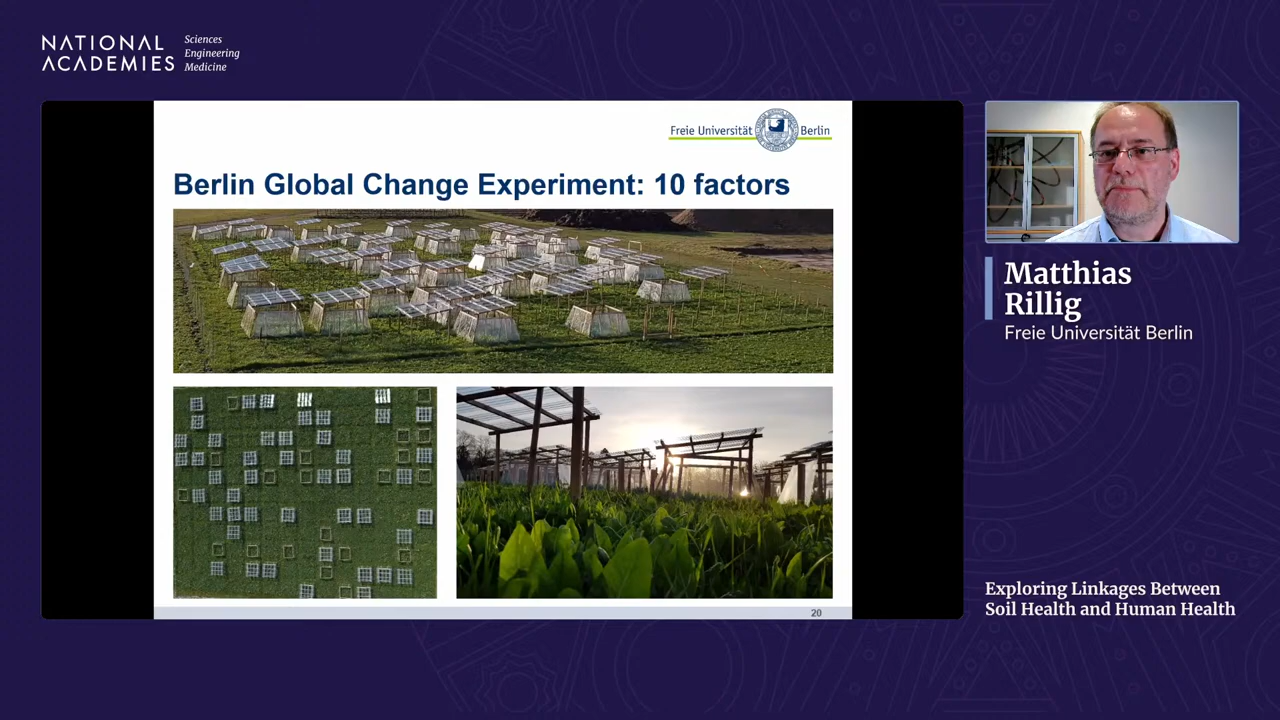 NATIONAL
ACADEMIES
Sciences
Engineering
Medicine
Freie Universität Berlin
Berlin Global Change Experiment: 10 factors
20
Matthias
Rillig
Freie Universität Berlin
Exploring Linkages Between
Soil Health and Human Health